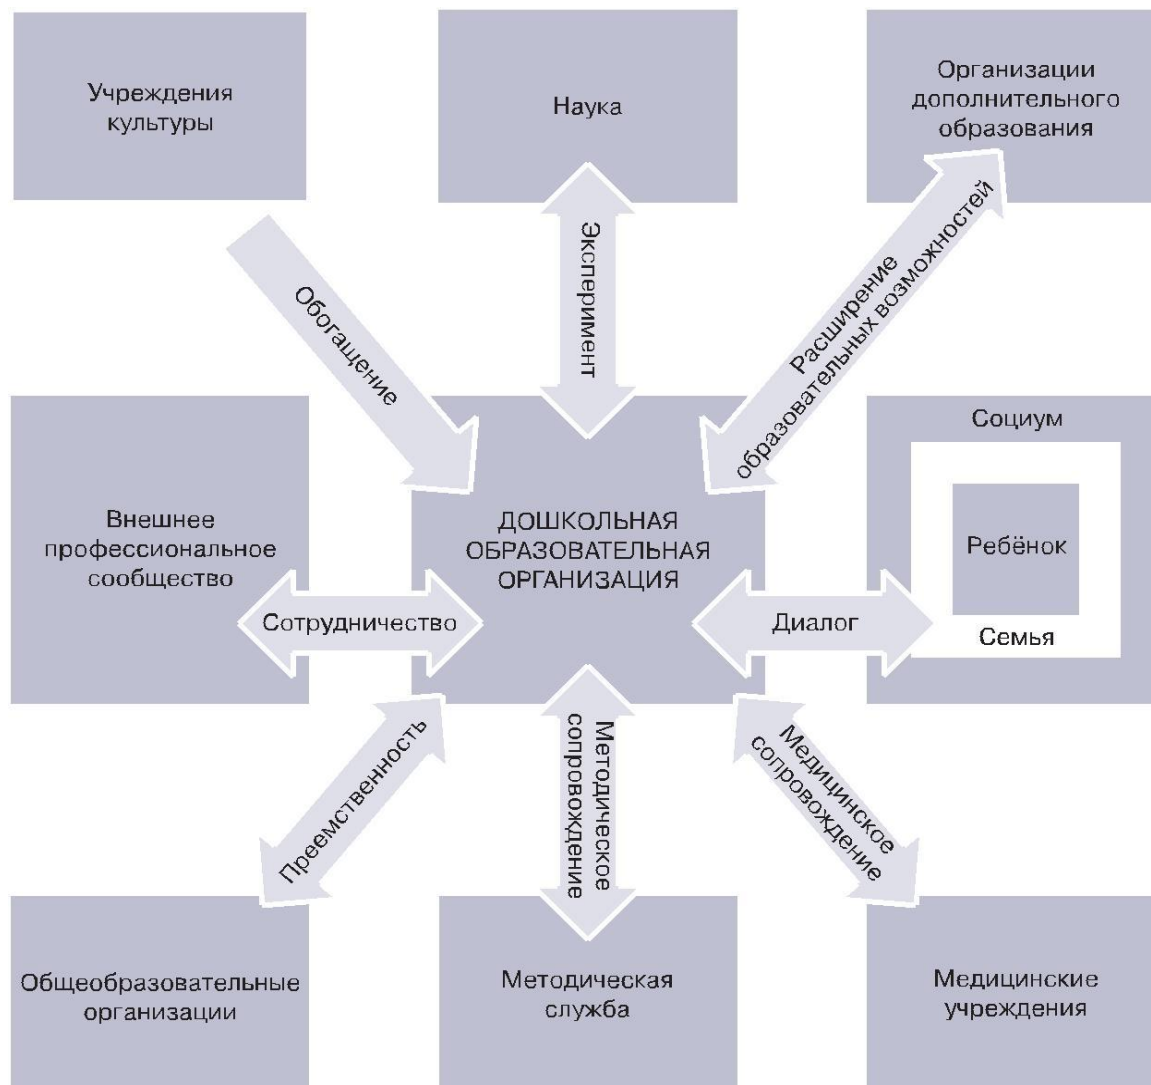 Учреждения
культуры
Наука
Организации
дополнительного
образования
Обогащение
Эксперимент
Расширение
образовательных возможностей
Внешнее
профессиональное
сообщество
ДОШКОЛЬНАЯ
ОБРАЗОВАТЕЛЬНАЯ
ОРГАНИЗАЦИЯ
Социум
Ребёнок
Семья
Сотрудничество
Диалог
Преемственность
Методическое
сопровождение
Медицинское
сопровождение
Общеобразовательные
организации
Методическая
служба
Медицинские
учреждения